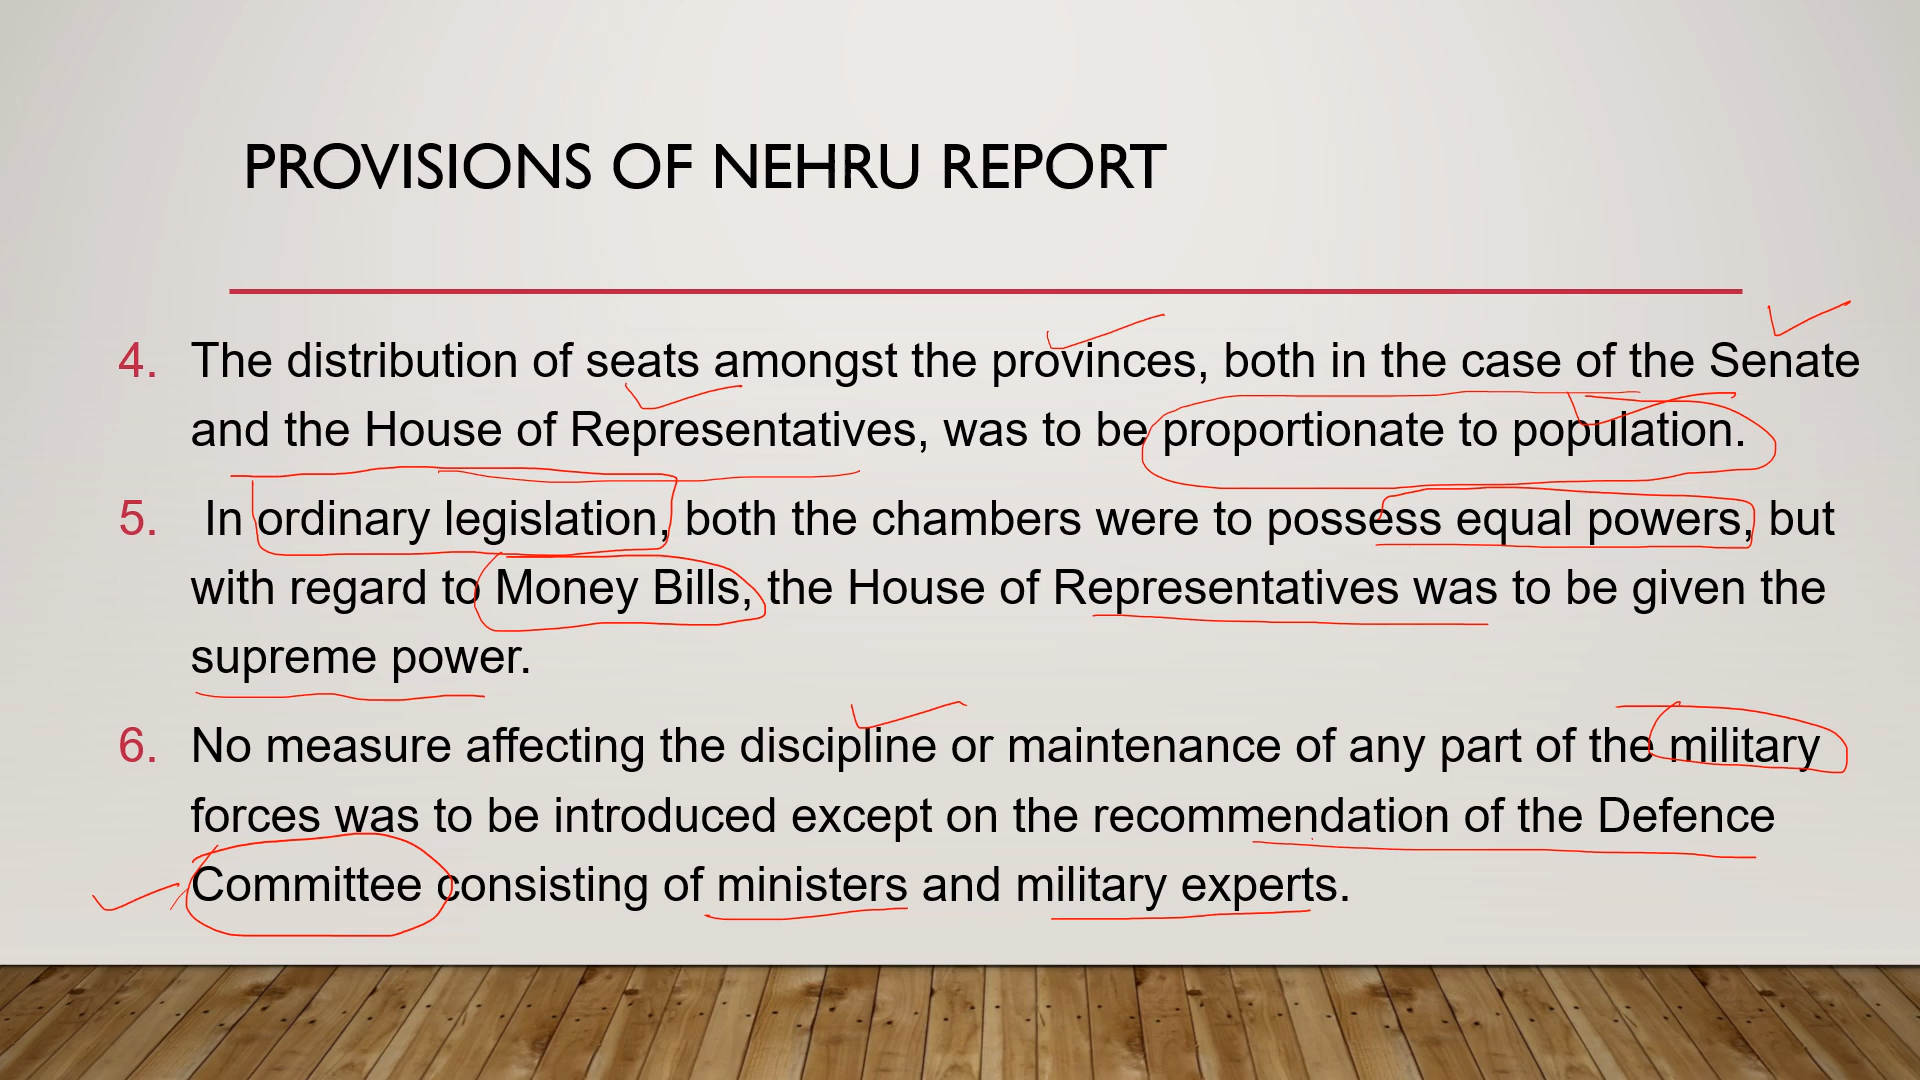 PROVISIONS OF NEHRU REPORT
4. The distribution of seats amongst the provinces, both in the case of the Senate
and the House of Representatives, was to be proportionate to population.
5. In ordinary legislation, both the chambers were to possess equal powers, but
with regard to Money Bills, the House of Representatives was to be given the
supreme power.
6. No measure affecting the discipline or maintenance of any part of the military
forces was to be introduced except on the recommendation of the Defence
Committee consisting of ministers and military experts.